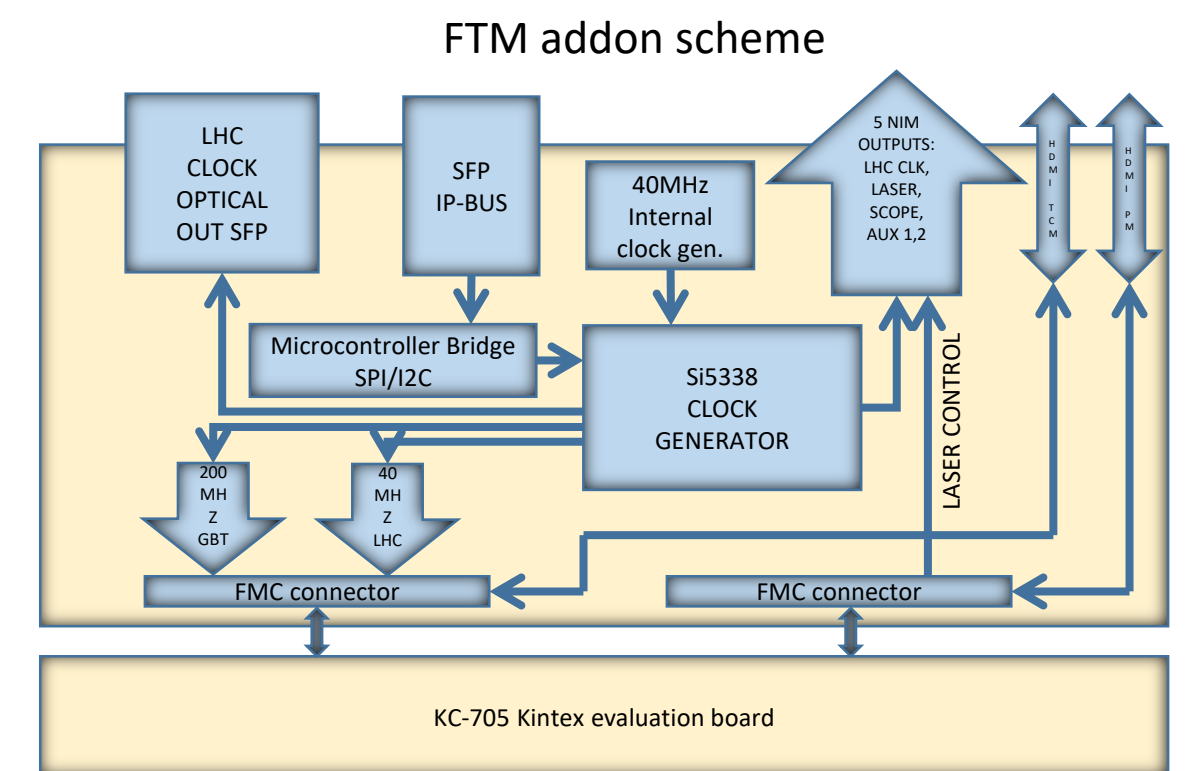 FTM addon scheme
LHC
CLOCK
OPTICAL
OUT SFP
SFP
IP-BUS
40MHz
Internal
clock gen.
5 NIM
OUTPUTS:
LHC CLK,
LASER,
SCOPE,
AUX 1,2
H
D
M
I
T
C
M
H
D
M
I
P
M
Microcontroller Bridge
SPI/I2C
Si5338
CLOCK
GENERATOR
LASER CONTROL
200
MH
Z
GBT
40
MH
Z
LHC
FMC connector
FMC connector
KC-705 Kintex evaluation board